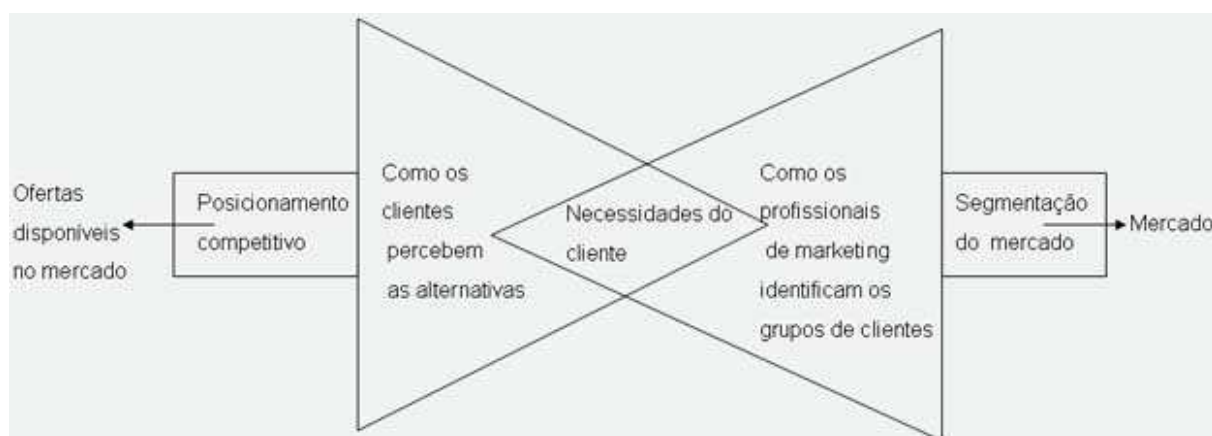 Ofertas
disponíveis
no mercado
Posicionamento
competitivo
Como os
clientes
percebem
as alternativas
Necessidades do
cliente
Como os
profissionais
de marketing
identificam os
grupos de clientes
Segmentação
do mercado
Mercado